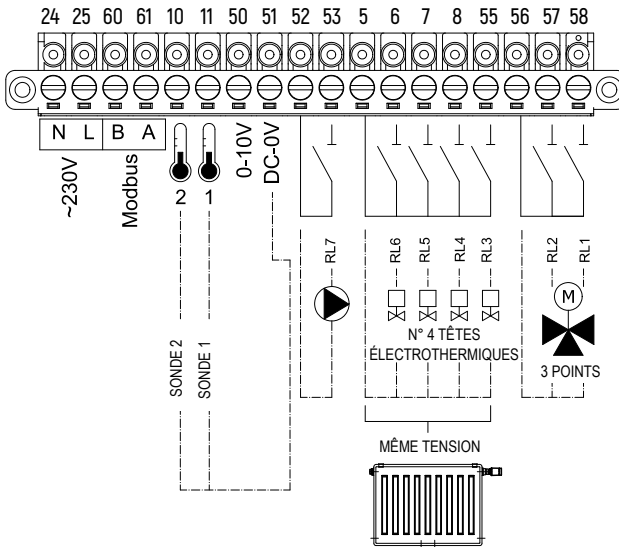 24 25 60 61 10 11 50 51 52 53 5 6 7 8 55 56 57 58
N L B A
~230V
Modbus
2 1
0-10V
DC-0V
RL7
RL6
RL5
RL4
RL3
RL2
RL1
M
SONDE 2
SONDE 1
N° 4 TÊTES
ÉLECTROTHERMIQUES
3 POINTS
MÊME TENSION